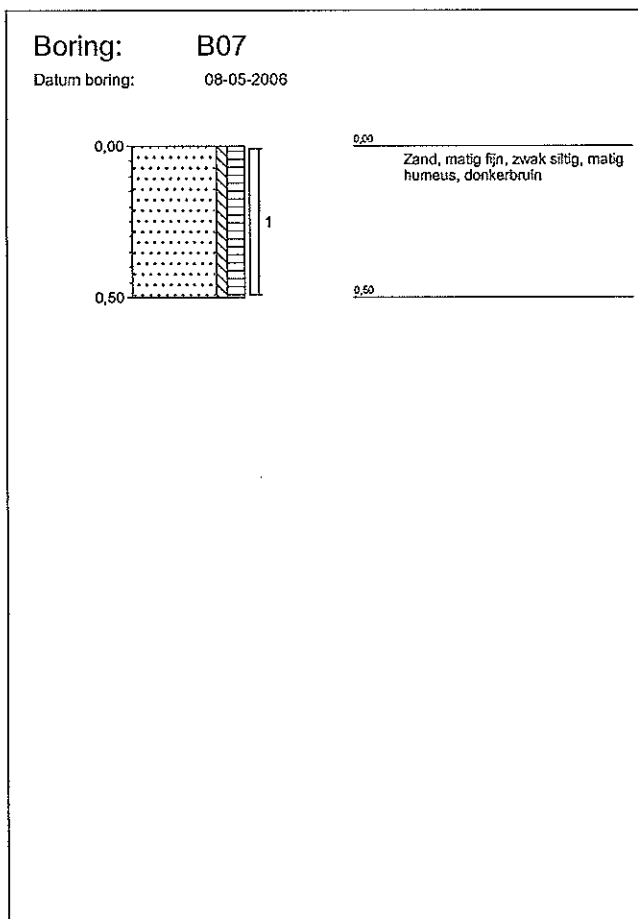 Boring: B07
Datum boring: 08-05-2006
0,00
0,50
1
0,00
Zand, matig fijn, zwak siltig, matig
humeus, donkerbruin
0,50